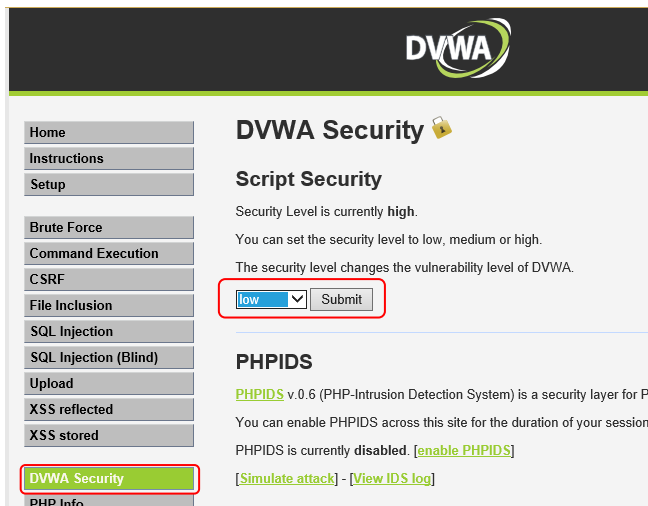 DVWA
Home
Instructions
Setup
Brute Force
Command Execution
CSRF
File Inclusion
SQL Injection
SQL Injection (Blind)
Upload
XSS reflected
XSS stored
DVWA Security
PHP Info
DVWA Security
Script Security
Security Level is currently high.
You can set the security level to low, medium or high.
The security level changes the vulnerability level of DVWA.
low Submit
PHPIDS
PHPIDS v.0.6 (PHP-Intrusion Detection System) is a security layer for P
You can enable PHPIDS across this site for the duration of your session
PHPIDS is currently disabled. [enable PHPIDS]
[Simulate attack] - [View IDS log]